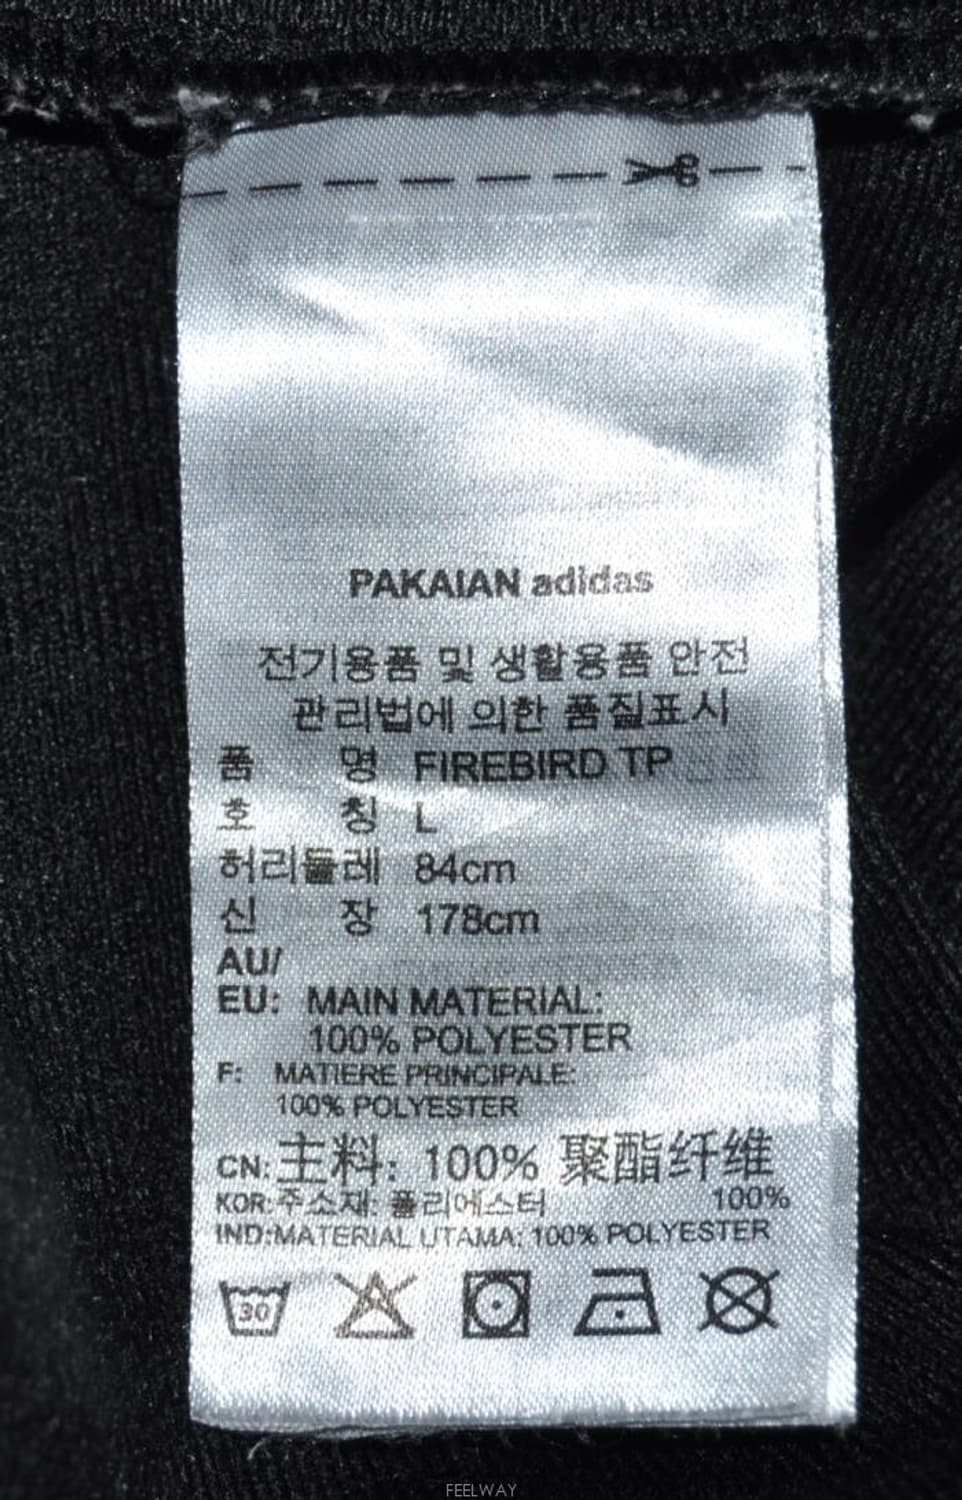 PAKAIAN adidas
전기용품 및 생활용품 안전
관리법에 의한 품질표시
품 명 FIREBIRD TP
호 칭 L
허리둘레 84cm
신 장 178cm
AU/
EU: MAIN MATERIAL:
100% POLYESTER
F: MATIERE PRINCIPALE:
100% POLYESTER
CN: 主料: 100% 聚酯纤维
KOR: 주소재: 폴리에스터 100%
IND:MATERIAL UTAMA: 100% POLYESTER
30
FEELWAY